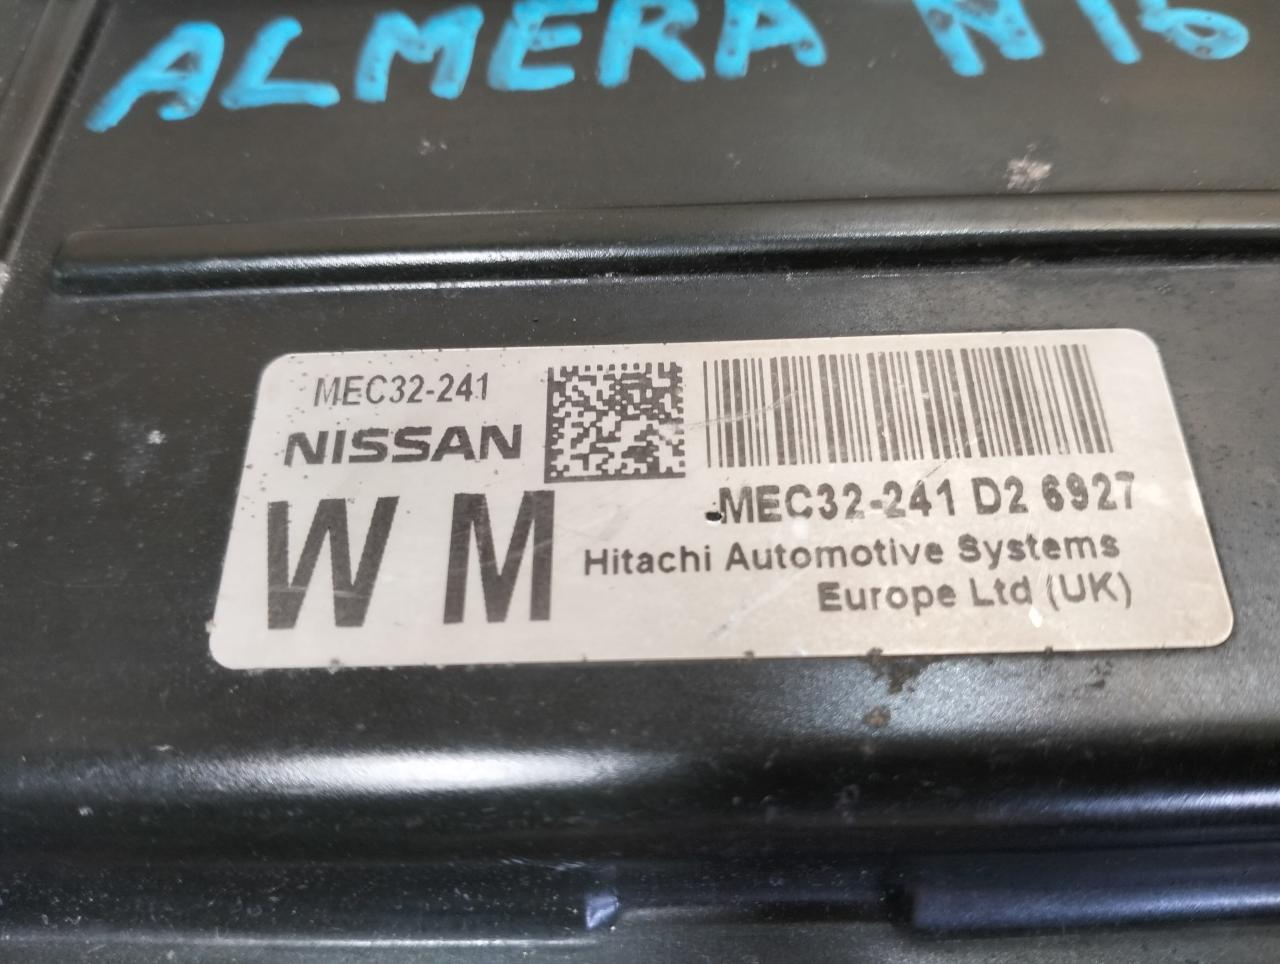 ALMERA N16
MEC32-241
NISSAN
W M
MEC32-241 D2 6927
Hitachi Automotive Systems
Europe Ltd (UK)